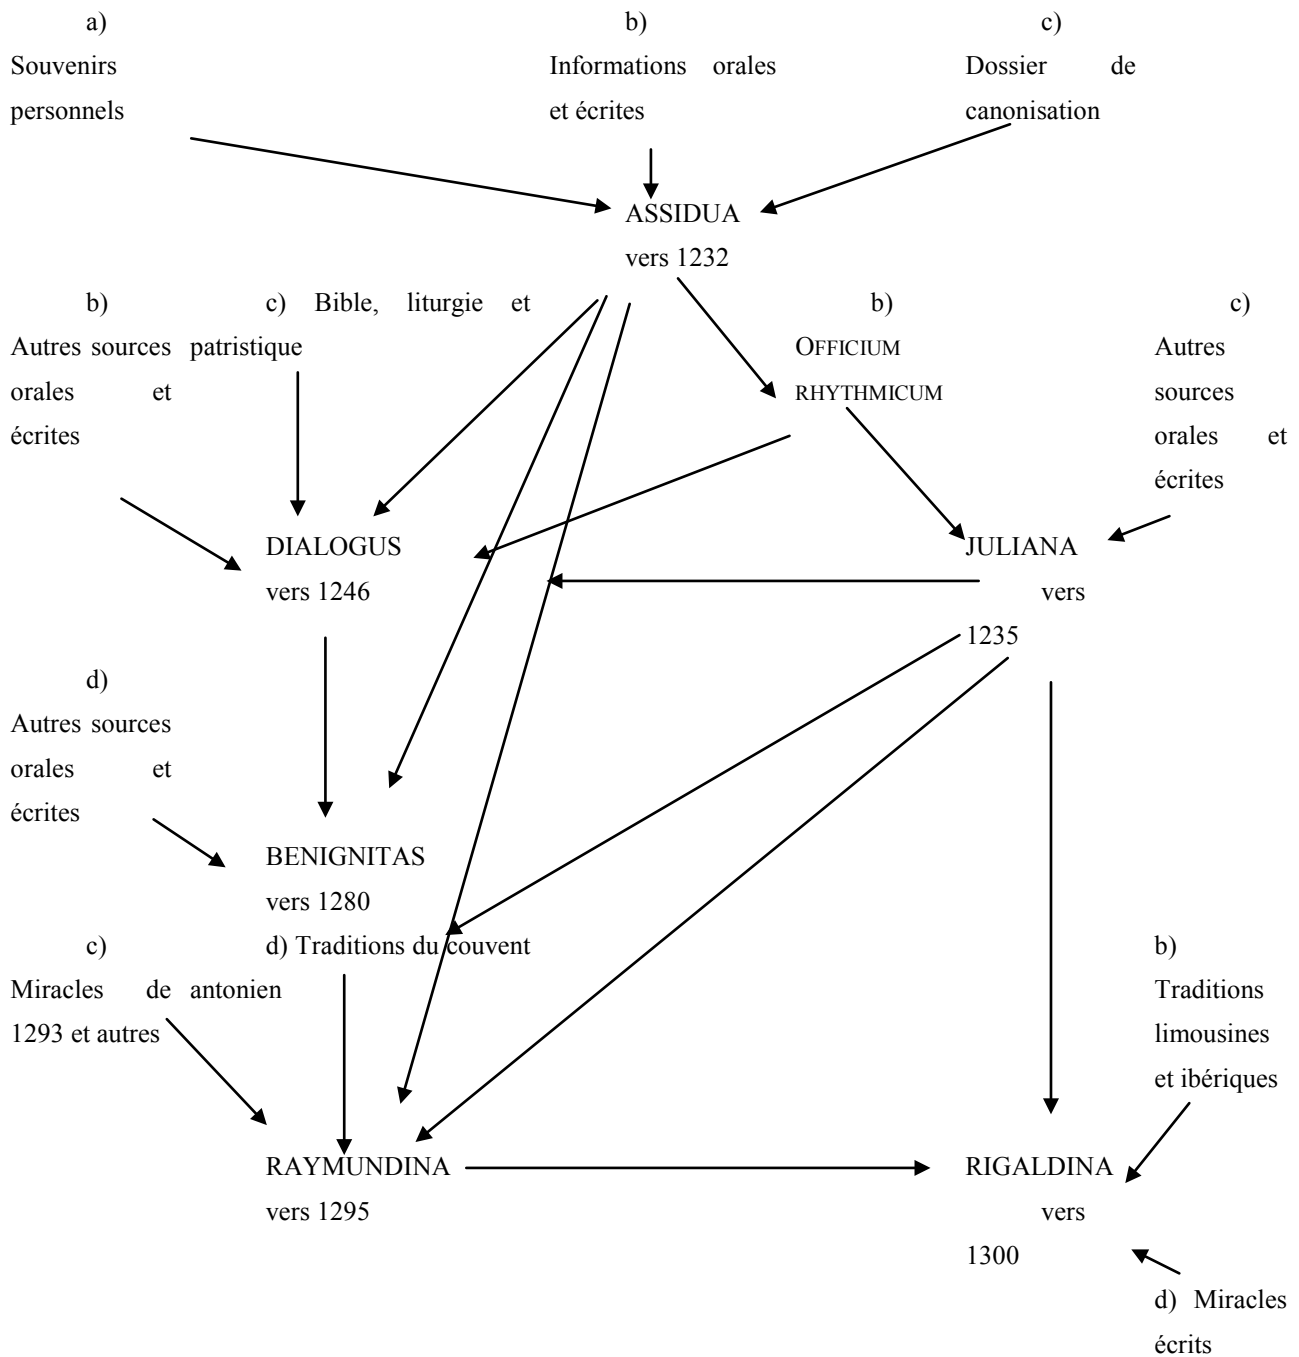 a)
Souvenirs
personnels
b)
Informations orales
et écrites
c)
Dossier de
canonisation
ASSIDUA
vers 1232
b)
Autres sources
orales et
écrites
c) Bible, liturgie et
patristique
b)
OFFICIUM
RHYTHMICUM
c)
Autres
sources
orales et
écrites
DIALOGUS
vers 1246
JULIANA
vers
1235
d)
Autres sources
orales et
écrites
BENIGNITAS
vers 1280
c)
Miracles de
1293 et autres
d) Traditions du couvent
antonien
b)
Traditions
limousines
et ibériques
RAYMUNDINA
vers 1295
RIGALDINA
vers
1300
d) Miracles
écrits